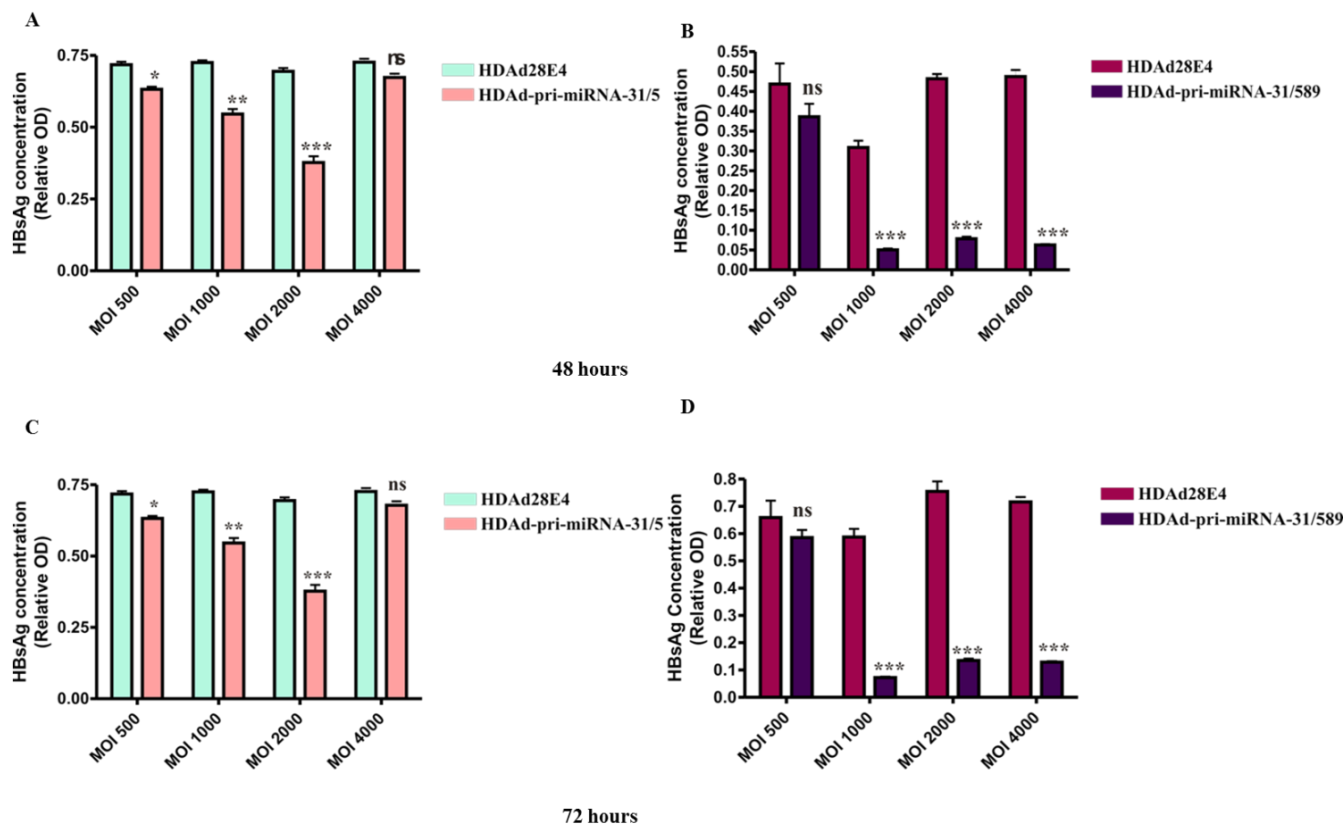 A
HBsAg concentration
(Relative OD)
0.75
0.50
0.25
0.00
*
**
***
ns
MOI 500
MOI 1000
MOI 2000
MOI 4000
HDAd28E4
HDAd-pri-miRNA-31/5
B
HBsAg concentration
(Relative OD)
0.55
0.50
0.45
0.40
0.35
0.30
0.25
0.20
0.15
0.10
0.05
0.00
ns
***
***
***
MOI 500
MOI 1000
MOI 2000
MOI 4000
HDAd28E4
HDAd-pri-miRNA-31/589
48 hours
C
HBsAg concentration
(Relative OD)
0.75
0.50
0.25
0.00
*
**
***
ns
MOI 500
MOI 1000
MOI 2000
MOI 4000
HDAd28E4
HDAd-pri-miRNA-31/5
D
HBsAg Concentration
(Relative OD)
0.8
0.7
0.6
0.5
0.4
0.3
0.2
0.1
0.0
ns
***
***
***
MOI 500
MOI 1000
MOI 2000
MOI 4000
HDAd28E4
HDAd-pri-miRNA-31/589
72 hours